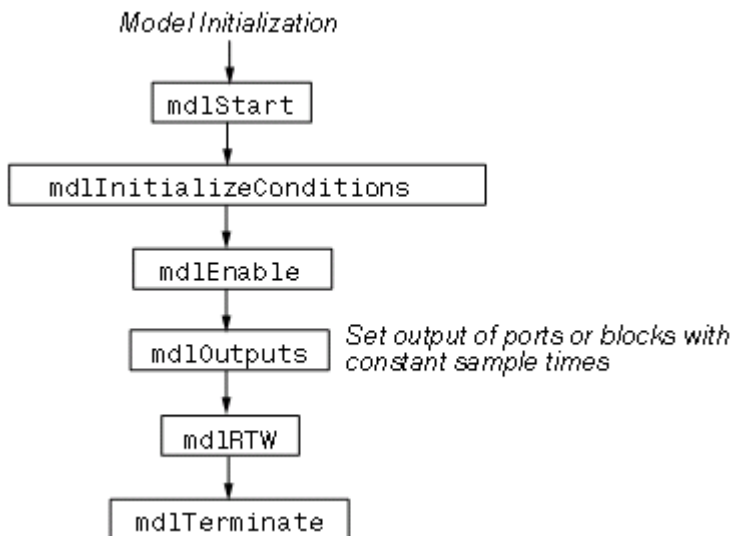 Model Initialization
mdlStart
mdlInitializeConditions
mdlEnable
mdlOutputs
Set output of ports or blocks with
constant sample times
mdlRTW
mdlTerminate